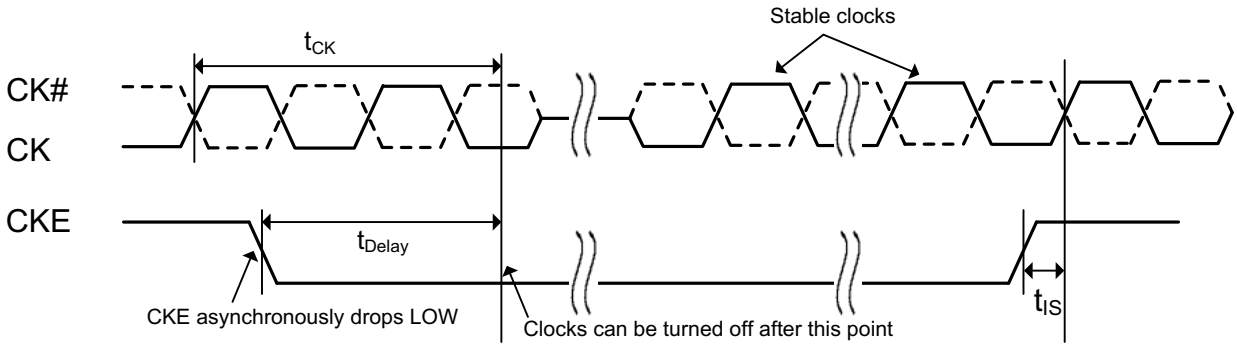 Stable clocks
tCK
CK#
CK
CKE
tDelay
tIS
CKE asynchronously drops LOW
Clocks can be turned off after this point